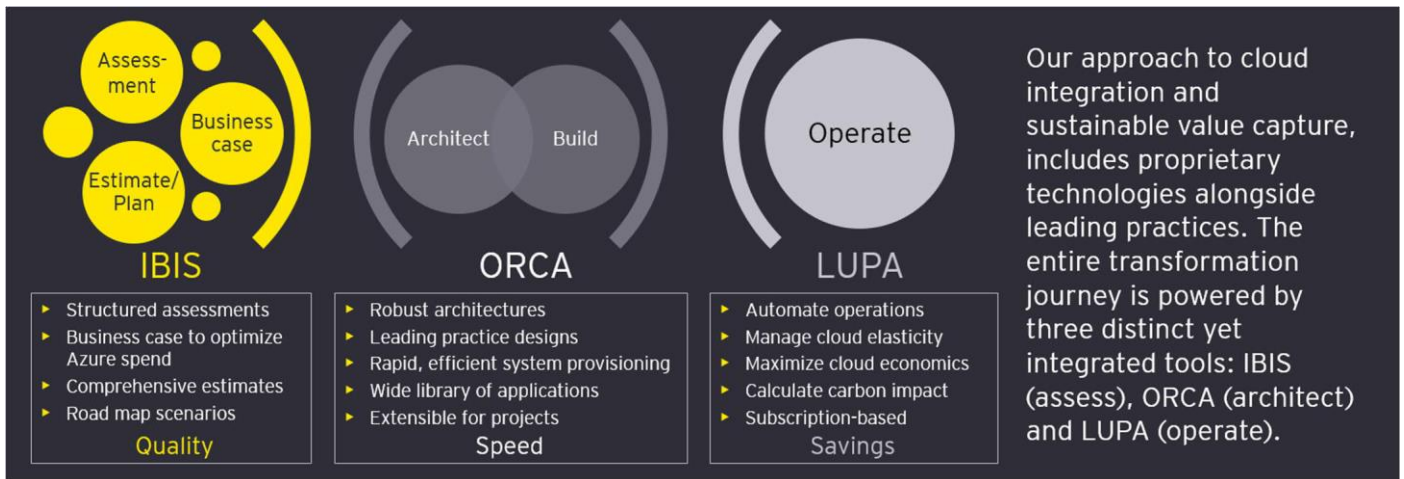 Assess-
ment
Business
case
Estimate/
Plan
IBIS
Structured assessments
Business case to optimize
Azure spend
Comprehensive estimates
Road map scenarios
Quality
Architect
Build
ORCA
Robust architectures
Leading practice designs
Rapid, efficient system provisioning
Wide library of applications
Extensible for projects
Speed
Operate
LUPA
Automate operations
Manage cloud elasticity
Maximize cloud economics
Calculate carbon impact
Subscription-based
Savings
Our approach to cloud
integration and
sustainable value capture,
includes proprietary
technologies alongside
leading practices. The
entire transformation
journey is powered by
three distinct yet
integrated tools: IBIS
(assess), ORCA (architect)
and LUPA (operate).